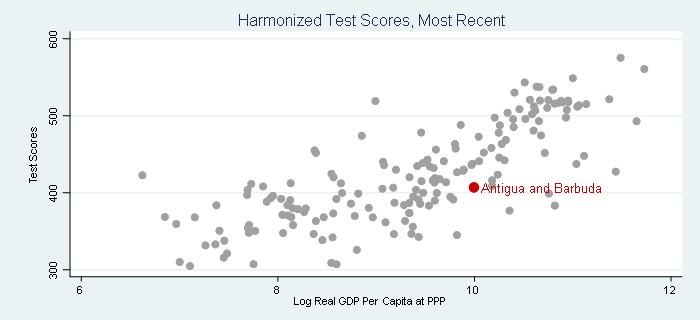 Harmonized Test Scores, Most Recent
600
500
400
300
Test Scores
Antigua and Barbuda
6
8
10
12
Log Real GDP Per Capita at PPP